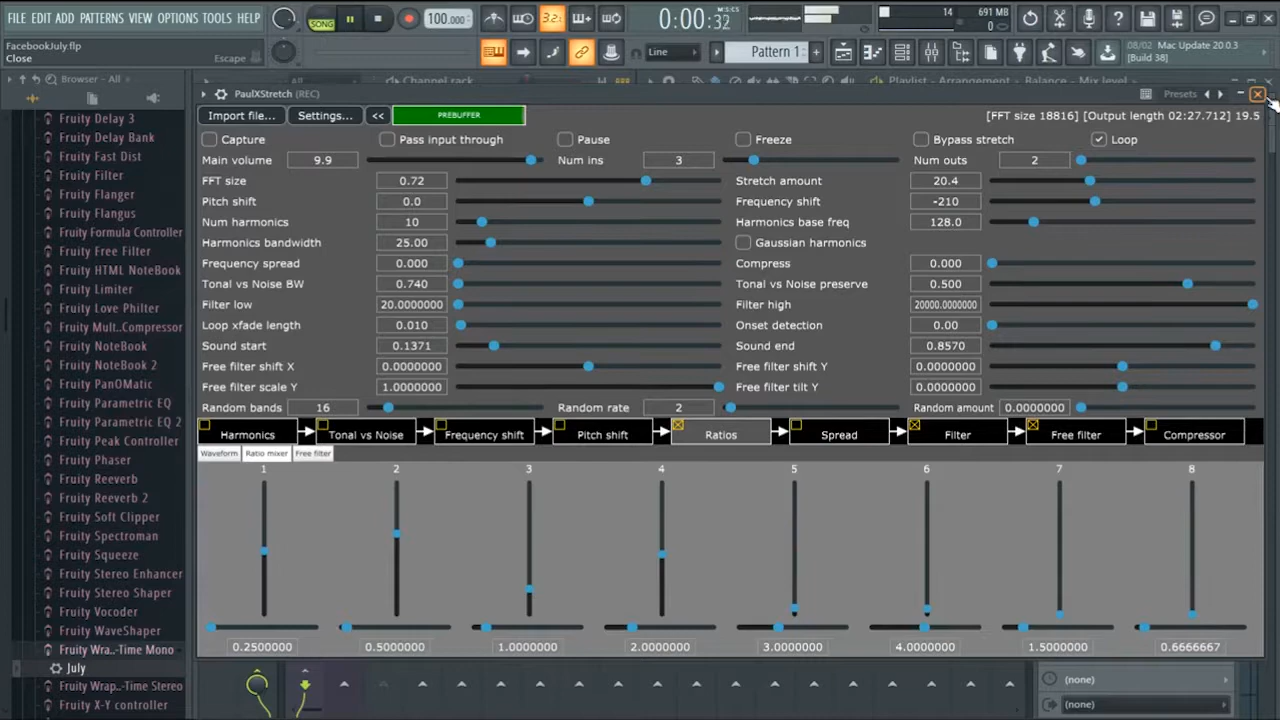 FILE EDIT ADD PATTERNS VIEW OPTIONS TOOLS HELP
SONG
100.000
3.2.
0:00:32
M:S:CS
14
691 MB
0
FacebookJuly.flp
Close
Escape
Line
Pattern 1
08/02 Mac Update 20.0.3
[Build 38]
Browser - All
All
Channel rack
Playlist - Arrangement - Balance - Mix level
PaulXStretch (REC)
Presets
Import file...
Settings...
<<
PREBUFFER
[FFT size 18816] [Output length 02:27.712] 19.5
Capture
Pass input through
Pause
Freeze
Bypass stretch
Loop
Main volume
9.9
Num ins
3
Num outs
2
FFT size
0.72
Stretch amount
20.4
Pitch shift
0.0
Frequency shift
-210
Num harmonics
10
Harmonics base freq
128.0
Harmonics bandwidth
25.00
Gaussian harmonics
Frequency spread
0.000
Compress
0.000
Tonal vs Noise BW
0.740
Tonal vs Noise preserve
0.500
Filter low
20.0000000
Filter high
20000.0000000
Loop xfade length
0.010
Onset detection
0.00
Sound start
0.1371
Sound end
0.8570
Free filter shift X
0.0000000
Free filter shift Y
0.0000000
Free filter scale Y
1.0000000
Free filter tilt Y
0.0000000
Random bands
16
Random rate
2
Random amount
0.0000000
Harmonics
Tonal vs Noise
Frequency shift
Pitch shift
Ratios
Spread
Filter
Free filter
Compressor
Waveform
Ratio mixer
Free filter
1
2
3
4
5
6
7
8
0.2500000
0.5000000
1.0000000
2.0000000
3.0000000
4.0000000
1.5000000
0.6666667
Fruity Delay 3
Fruity Delay Bank
Fruity Fast Dist
Fruity Filter
Fruity Flanger
Fruity Flangus
Fruity Formula Controller
Fruity Free Filter
Fruity HTML NoteBook
Fruity Limiter
Fruity Love Philter
Fruity Mult..Compressor
Fruity NoteBook
Fruity NoteBook 2
Fruity PanOMatic
Fruity Parametric EQ
Fruity Parametric EQ 2
Fruity Peak Controller
Fruity Phaser
Fruity Reeverb
Fruity Reeverb 2
Fruity Soft Clipper
Fruity Spectroman
Fruity Squeeze
Fruity Stereo Enhancer
Fruity Stereo Shaper
Fruity Vocoder
Fruity WaveShaper
Fruity Wra..-Time Mono
July
Fruity Wrap..-Time Stereo
Fruity X-Y controller
(none)
(none)